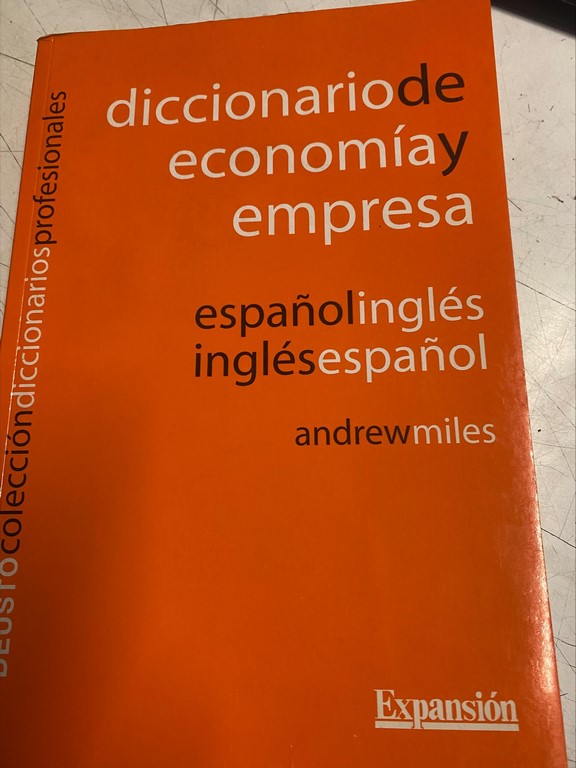 diccionariode
economíay
empresa
españolinglés
inglésespañol
andrewmiles
Expansión
DEUSTOcoleccióndiccionariosprofesionales